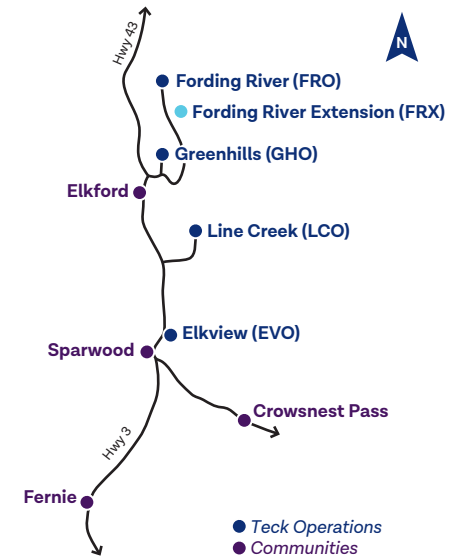 Hwy 43
N
Fording River (FRO)
Fording River Extension (FRX)
Greenhills (GHO)
Elkford
Line Creek (LCO)
Elkview (EVO)
Sparwood
Crowsnest Pass
Hwy 3
Fernie
Teck Operations
Communities